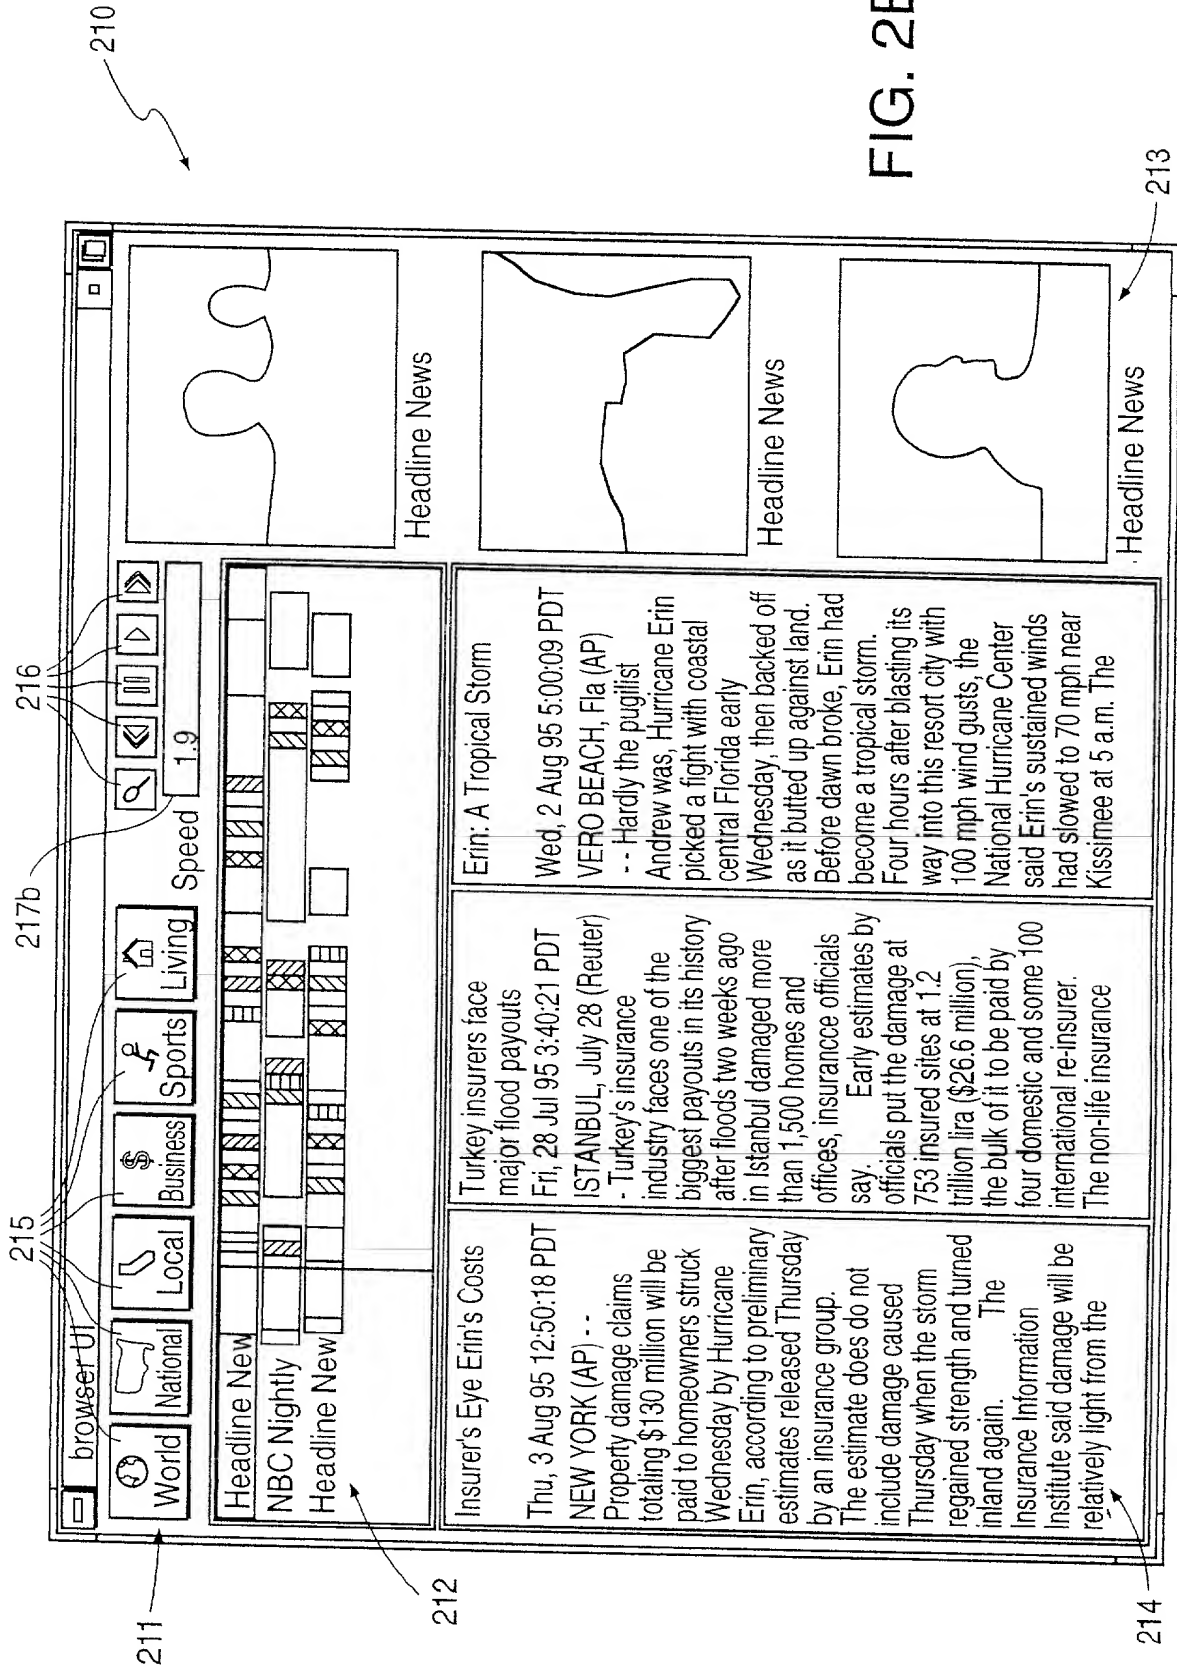 210
browser UI
215
217b
216
211
World
National
Local
$
Business
Sports
Living
Speed
1.9
Headline New
NBC Nightly
Headline New
212
Headline News
Headline News
Headline News
213
Insurer's Eye Erin's Costs
Thu, 3 Aug 95 12:50:18 PDT
NEW YORK (AP) - -
Property damage claims
totaling $130 million will be
paid to homeowners struck
Wednesday by Hurricane
Erin, according to preliminary
estimates released Thursday
by an insurance group.
The estimate does do not
include damage caused
Thursday when the storm
regained strength and turned
inland again. The
Insurance Information
Institute said damage will be
relatively light from the
214
Turkey insurers face
major flood payouts
Fri, 28 Jul 95 3:40:21 PDT
ISTANBUL, July 28 (Reuter)
- Turkey's insurance
industry faces one of the
biggest payouts in its history
after floods two weeks ago
in Istanbul damaged more
than 1,500 homes and
offices, insurance officials
say. Early estimates by
officials put the damage at
753 insured sites at 1.2
trillion lira ($26.6 million),
the bulk of it to be paid by
four domestic and some 100
international re-insurer.
The non-life insurance
Erin: A Tropical Storm
Wed, 2 Aug 95 5:00:09 PDT
VERO BEACH, Fla (AP)
- - Hardly the pugilist
Andrew was, Hurricane Erin
picked a fight with coastal
central Florida early
Wednesday, then backed off
as it butted up against land.
Before dawn broke, Erin had
become a tropical storm.
Four hours after blasting its
way into this resort city with
100 mph wind gusts, the
National Hurricane Center
said Erin's sustained winds
had slowed to 70 mph near
Kissimee at 5 a.m. The
FIG. 2B